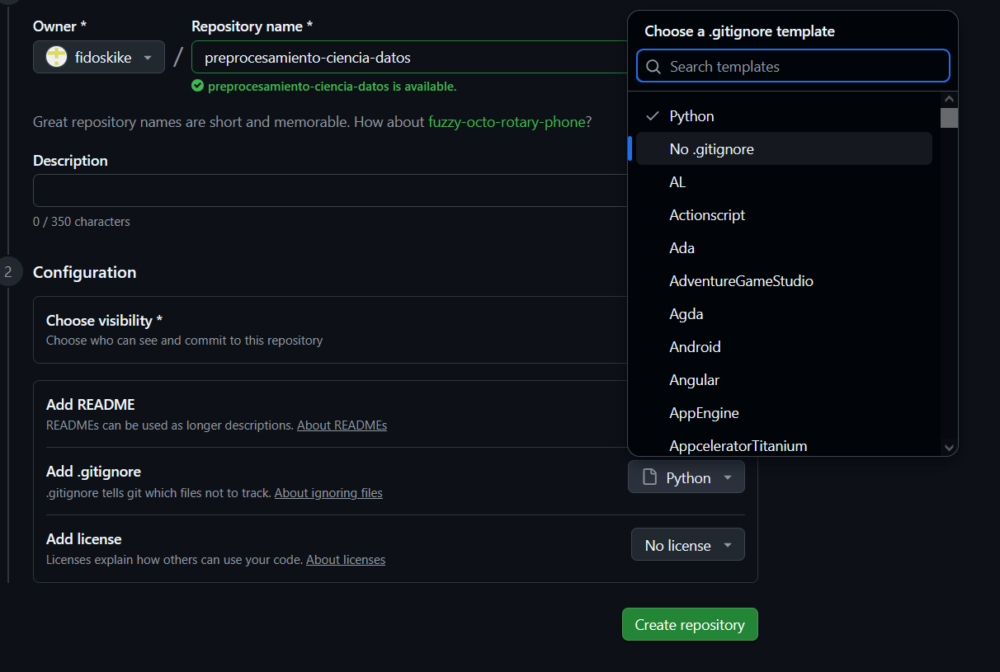 Owner *
Repository name *
fidoskike
/
preprocesamiento-ciencia-datos
preprocesamiento-ciencia-datos is available.
Great repository names are short and memorable. How about fuzzy-octo-rotary-phone?
Description
0 / 350 characters
2
Configuration
Choose visibility *
Choose who can see and commit to this repository
Add README
READMEs can be used as longer descriptions. About READMEs
Add .gitignore
.gitignore tells git which files not to track. About ignoring files
Python
Add license
Licenses explain how others can use your code. About licenses
No license
Create repository
Choose a .gitignore template
Search templates
Python
No .gitignore
AL
Actionscript
Ada
AdventureGameStudio
Agda
Android
Angular
AppEngine
AppceleratorTitanium